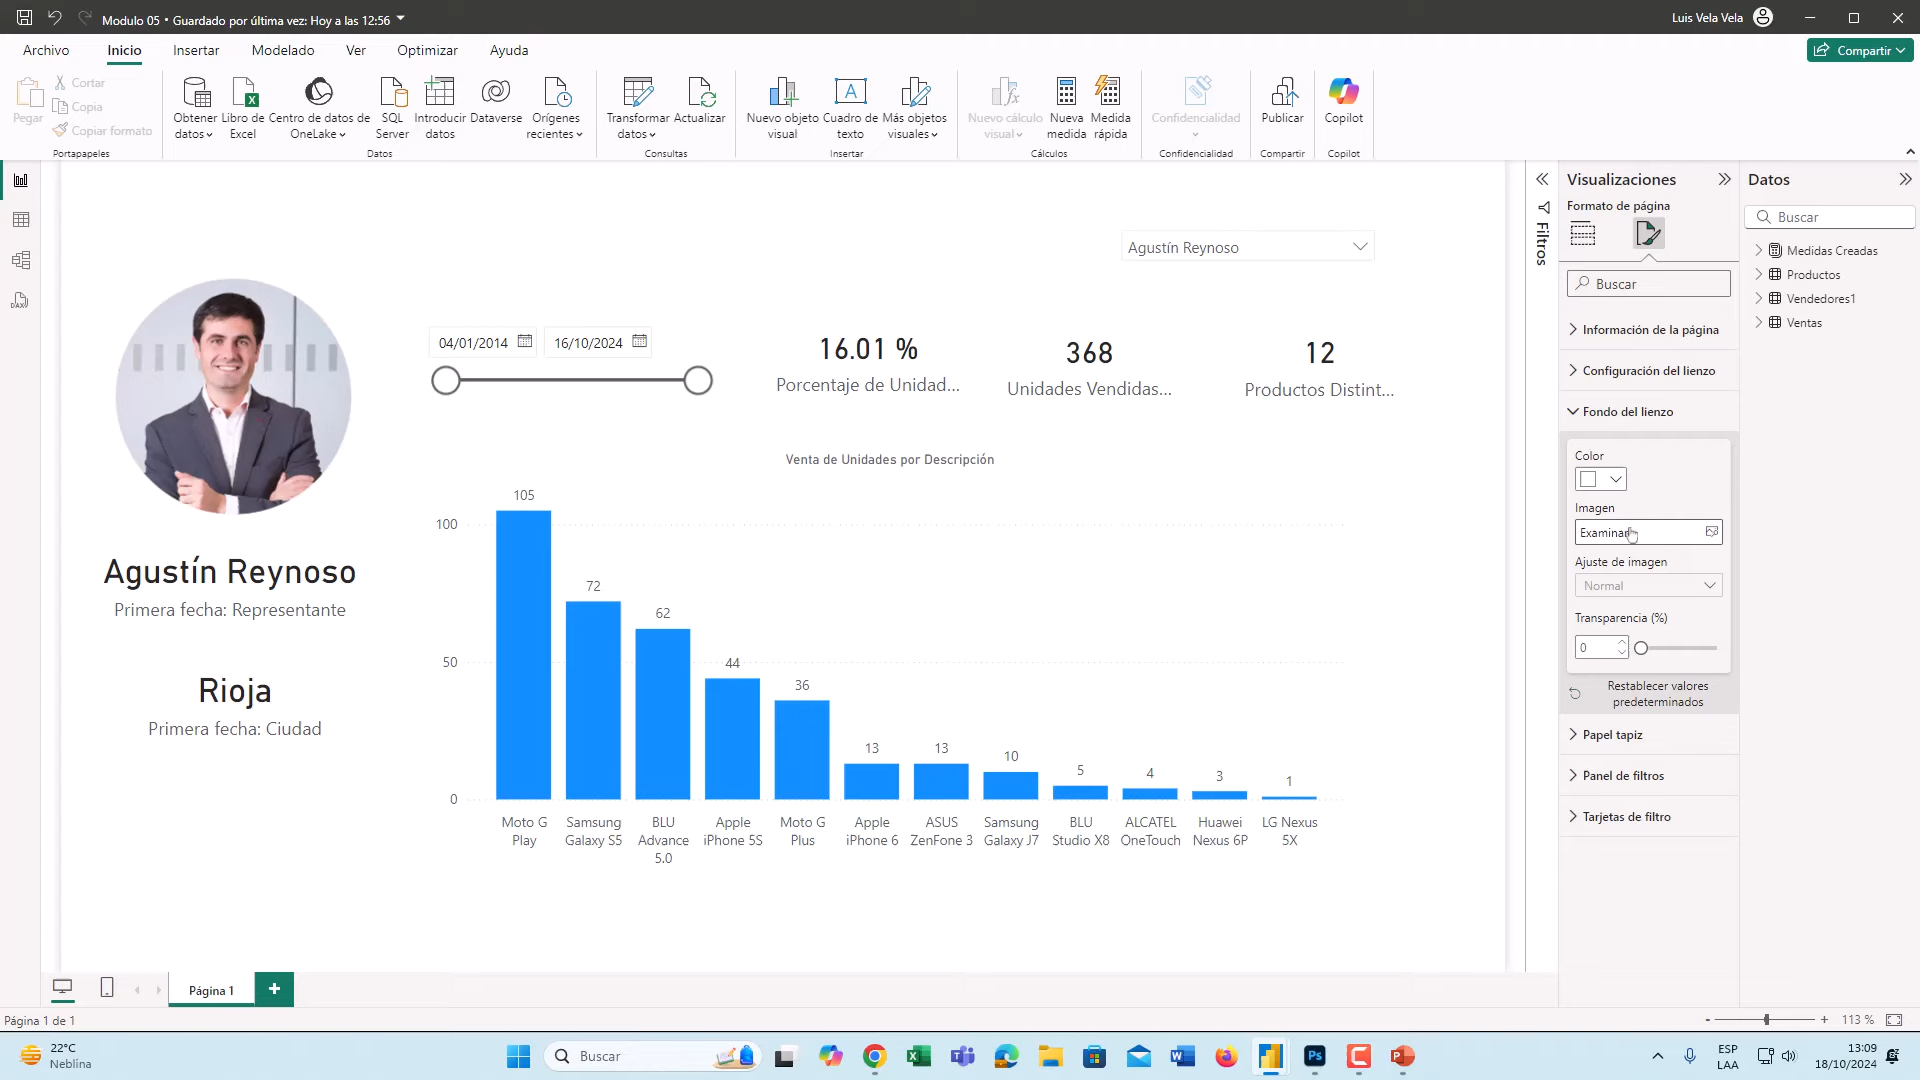 Modulo 05 • Guardado por última vez: Hoy a las 12:56
Luis Vela Vela
Archivo
Inicio
Insertar
Modelado
Ver
Optimizar
Ayuda
Compartir
Pegar
Cortar
Copia
Copiar formato
Portapapeles
Obtener datos
Libro de Excel
Centro de datos de OneLake
SQL Server
Introducir datos
Dataverse
Orígenes recientes
Datos
Transformar datos
Actualizar
Consultas
Nuevo objeto visual
Cuadro de texto
Más objetos visuales
Insertar
Nuevo cálculo visual
Nueva medida
Medida rápida
Cálculos
Confidencialidad
Confidencialidad
Publicar
Compartir
Copilot
Copilot
Agustín Reynoso
04/01/2014
16/10/2024
16.01 %
Porcentaje de Unidad...
368
Unidades Vendidas...
12
Productos Distint...
Agustín Reynoso
Primera fecha: Representante
Rioja
Primera fecha: Ciudad
Venta de Unidades por Descripción
100
50
0
105
72
62
44
36
13
13
10
5
4
3
1
Moto G Play
Samsung Galaxy S5
BLU Advance 5.0
Apple iPhone 5S
Moto G Plus
Apple iPhone 6
ASUS ZenFone 3
Samsung Galaxy J7
BLU Studio X8
ALCATEL OneTouch
Huawei Nexus 6P
LG Nexus 5X
Filtros
Visualizaciones
Formato de página
Buscar
Información de la página
Configuración del lienzo
Fondo del lienzo
Color
Imagen
Examinar
Ajuste de imagen
Normal
Transparencia (%)
0
Restablecer valores predeterminados
Papel tapiz
Panel de filtros
Tarjetas de filtro
Datos
Buscar
Medidas Creadas
Productos
Vendedores1
Ventas
Página 1
Página 1 de 1
- + 113 %
22°C
Neblina
Buscar
ESP
LAA
13:09
18/10/2024